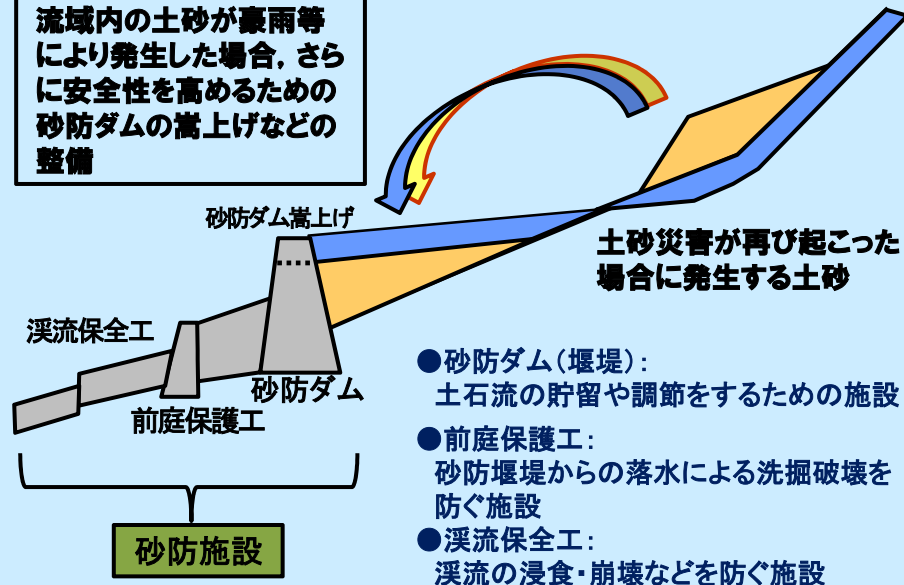 流域内の土砂が豪雨等
により発生した場合，さら
に安全性を高めるための
砂防ダムの嵩上げなどの
整備
砂防ダム嵩上げ
土砂災害が再び起こった
場合に発生する土砂
渓流保全工
砂防ダム
前庭保護工
砂防施設
●砂防ダム（堰堤）：
土石流の貯留や調節をするための施設
●前庭保護工：
砂防堰堤からの落水による洗掘破壊を
防ぐ施設
●渓流保全工：
渓流の浸食・崩壊などを防ぐ施設